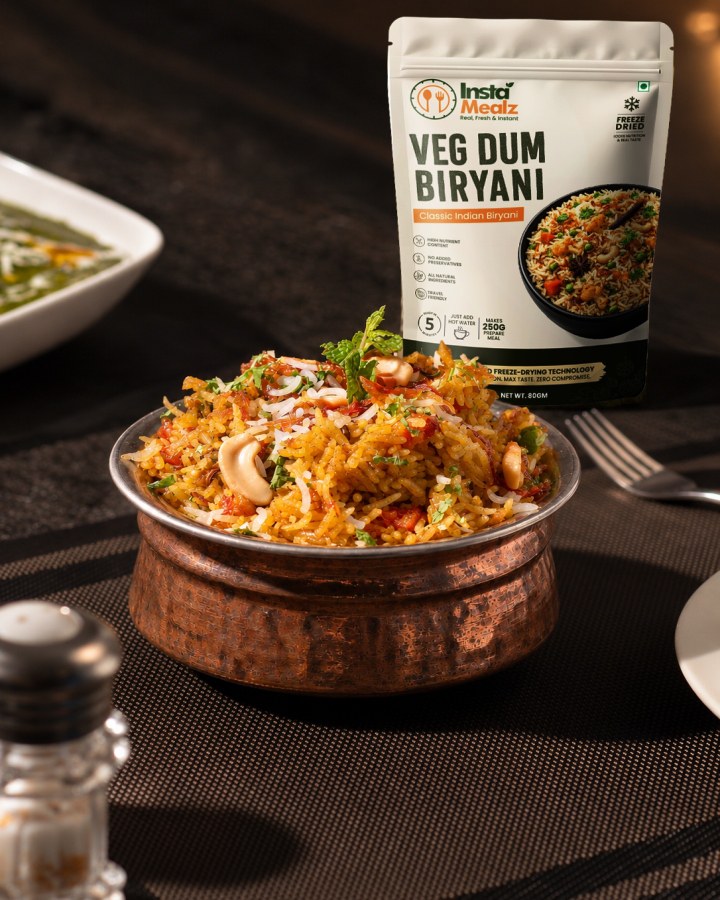 Insta
Mealz
Real, Fresh & Instant
FREEZE
DRIED
VEG DUM
BIRYANI
Classic Indian Biryani
HIGH NUTRIENT
CONTENT
NO ADDED
PRESERVATIVES
ALL NATURAL
INGREDIENTS
TRAVEL
FRIENDLY
5
JUST ADD
HOT WATER
MAKES
250G
PREPARE
MEAL
FREEZE-DRYING TECHNOLOGY
MAX TASTE. ZERO COMPROMISE.
NET WT. 80GM